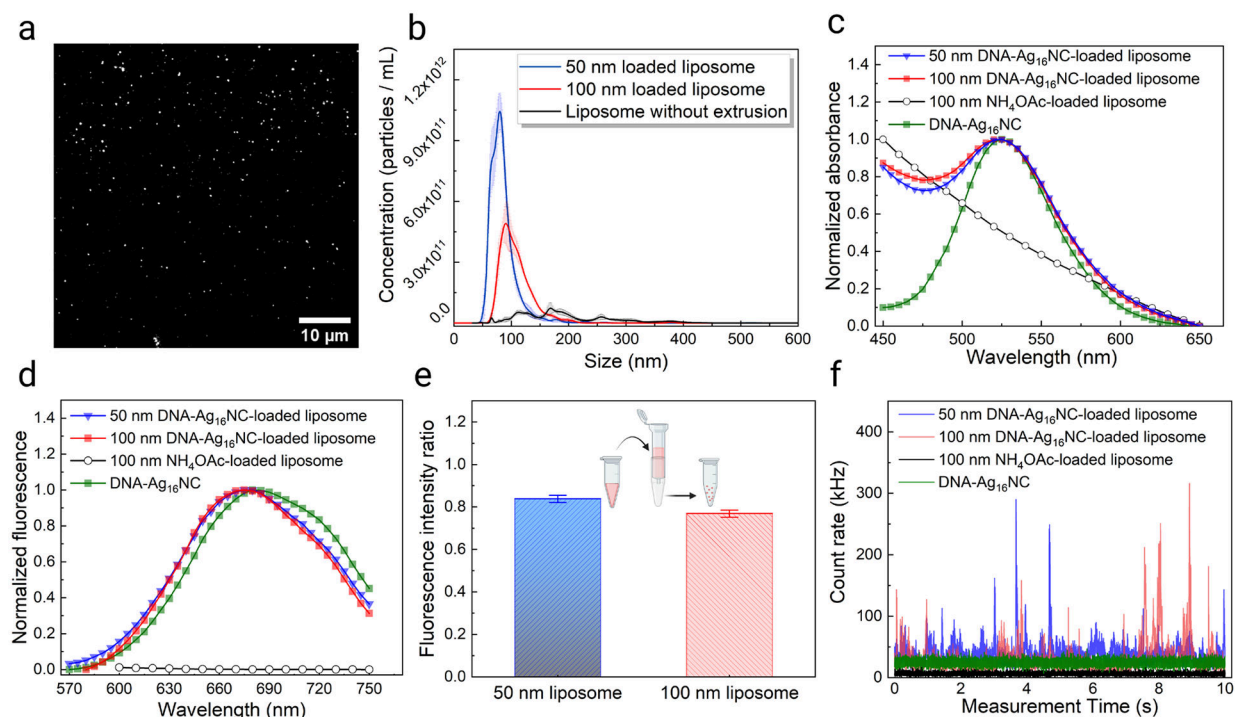 a
10 μm
b
Concentration (particles / mL)
1.2x10¹²
9.0x10¹¹
6.0x10¹¹
3.0x10¹¹
0.0
50 nm loaded liposome
100 nm loaded liposome
Liposome without extrusion
0 100 200 300 400 500 600
Size (nm)
c
Normalized absorbance
1.4
1.2
1.0
0.8
0.6
0.4
0.2
0.0
50 nm DNA-Ag₁₆NC-loaded liposome
100 nm DNA-Ag₁₆NC-loaded liposome
100 nm NH₄OAc-loaded liposome
DNA-Ag₁₆NC
450 500 550 600 650
Wavelength (nm)
d
Normalized fluorescence
1.4
1.2
1.0
0.8
0.6
0.4
0.2
0.0
50 nm DNA-Ag₁₆NC-loaded liposome
100 nm DNA-Ag₁₆NC-loaded liposome
100 nm NH₄OAc-loaded liposome
DNA-Ag₁₆NC
570 600 630 660 690 720 750
Wavelength (nm)
e
Fluorescence intensity ratio
1.2
1.0
0.8
0.6
0.4
0.2
0.0
50 nm liposome 100 nm liposome
f
Count rate (kHz)
400
300
200
100
0
50 nm DNA-Ag₁₆NC-loaded liposome
100 nm DNA-Ag₁₆NC-loaded liposome
100 nm NH₄OAc-loaded liposome
DNA-Ag₁₆NC
0 2 4 6 8 10
Measurement Time (s)